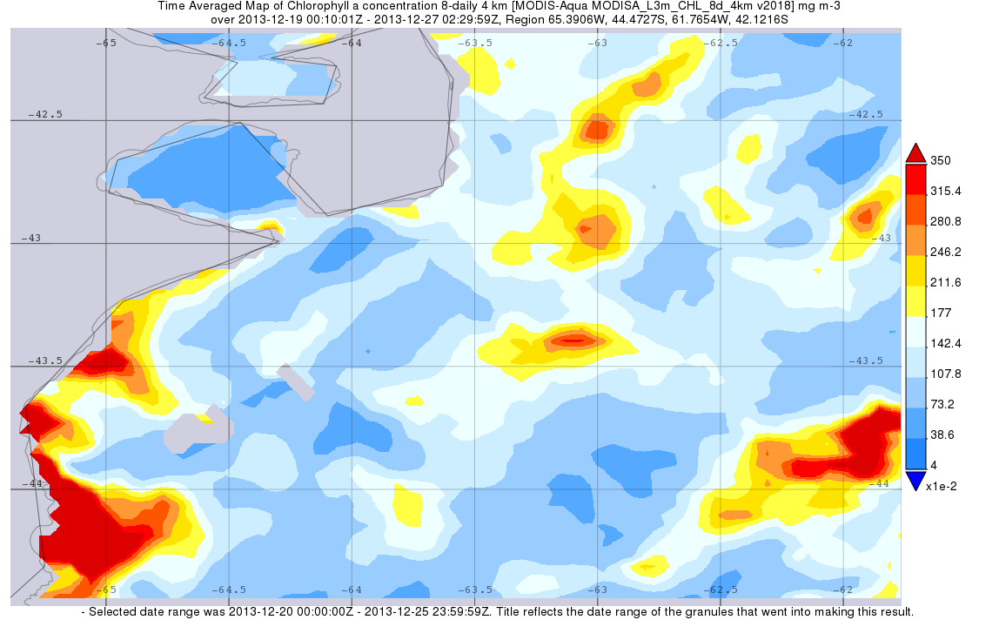 Time Averaged Map of Chlorophyll a concentration 8-daily 4 km [MODIS-Aqua MODISA_L3m_CHL_8d_4km v2018] mg m-3
over 2013-12-19 00:10:01Z - 2013-12-27 02:29:59Z, Region 65.3906W, 44.4727S, 61.7654W, 42.1216S
-65 -64.5 -64 -63.5 -63 -62.5 -62
-42.5 -42.5
-43 -43
-43.5 -43.5
-44 -44
-65 -64.5 -64 -63.5 -63 -62.5 -62
350
315.4
280.8
246.2
211.6
177
142.4
107.8
73.2
38.6
4
x1e-2
- Selected date range was 2013-12-20 00:00:00Z - 2013-12-25 23:59:59Z. Title reflects the date range of the granules that went into making this result.